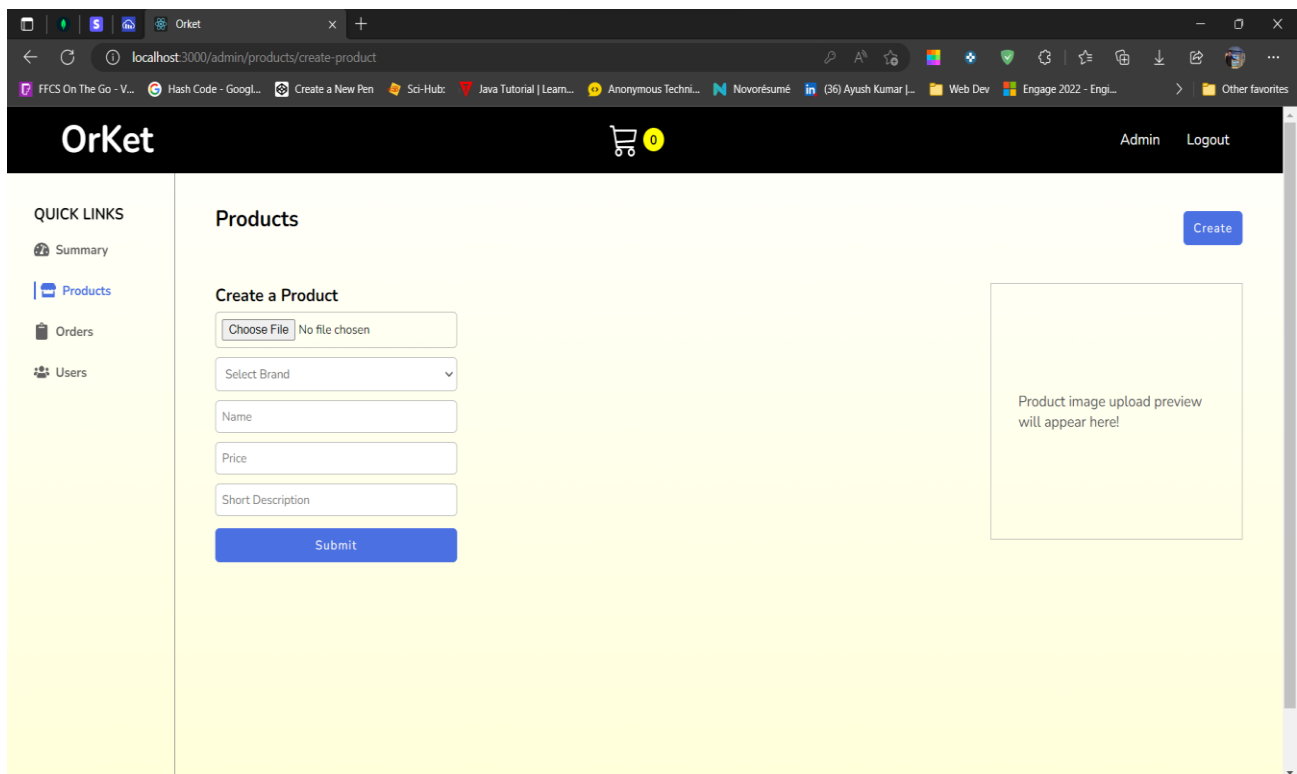 Orket
localhost:3000/admin/products/create-product
FFCS On The Go - V... Hash Code - Googl... Create a New Pen Sci-Hub: Java Tutorial | Learn... Anonymous Techni... Novorésumé (36) Ayush Kumar |... Web Dev Engage 2022 - Engi... Other favorites
OrKet 0 Admin Logout
QUICK LINKS
Summary
Products
Orders
Users
Products
Create
Create a Product
Choose File No file chosen
Select Brand
Name
Price
Short Description
Submit
Product image upload preview
will appear here!